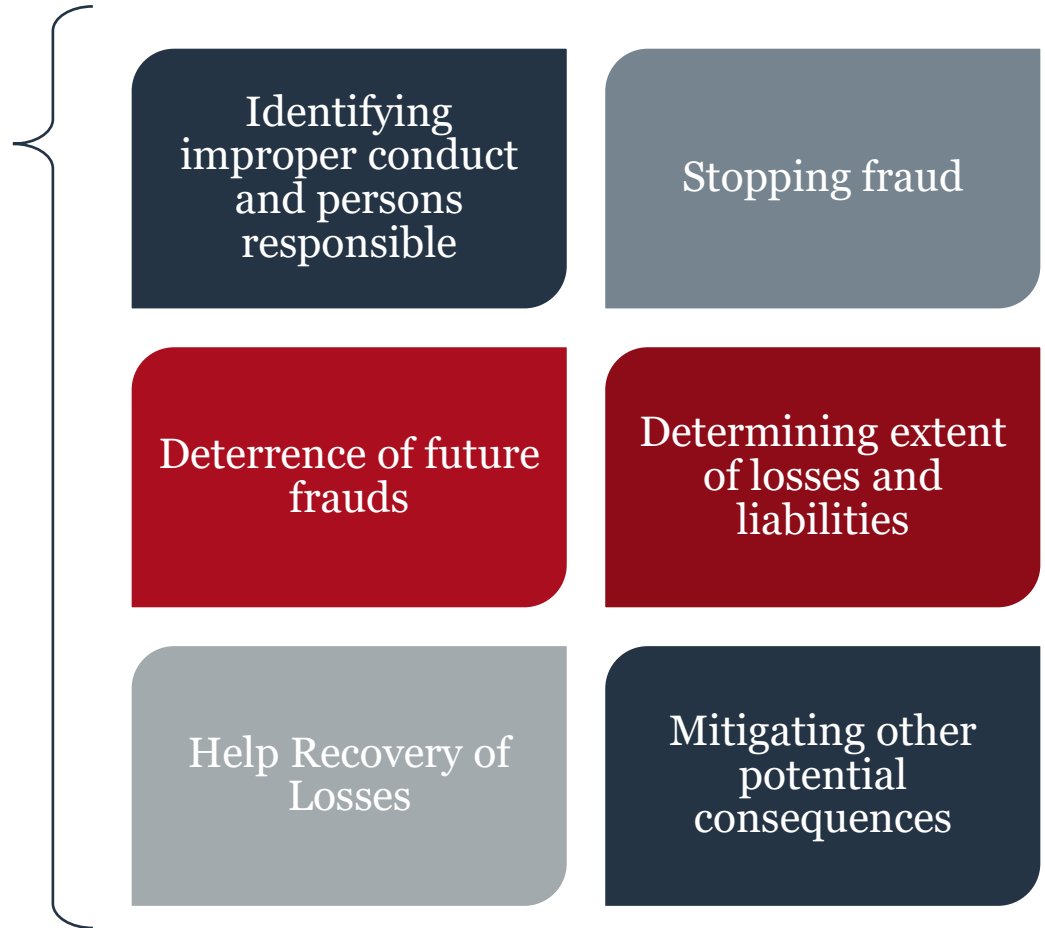 Identifying
improper conduct
and persons
responsible
Stopping fraud
Deterrence of future
frauds
Determining extent
of losses and
liabilities
Help Recovery of
Losses
Mitigating other
potential
consequences